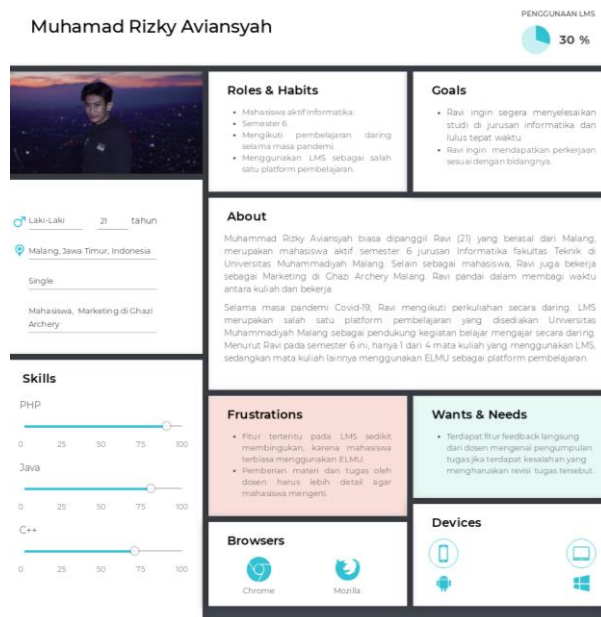 Muhamad Rizky Aviansyah
PENGGUNAAN LMS
30 %
Laki-Laki 21 tahun
Malang, Jawa Timur, Indonesia
Single
Mahasiswa, Marketing di Ghazi
Archery
Skills
PHP
0 25 50 75 100
Java
0 25 50 75 100
C++
0 25 50 75 100
Roles & Habits
• Mahasiswa aktif Informatika.
• Semester 6.
• Mengikuti pembelajaran daring
selama masa pandemi.
• Menggunakan LMS sebagai salah
satu platform pembelajaran.
Goals
• Ravi ingin segera menyelesaikan
studi di jurusan informatika dan
lulus tepat waktu.
• Ravi ingin mendapatkan perkerjaan
sesuai dengan bidangnya.
About
Muhammad Rizky Aviansyah biasa dipanggil Ravi (21) yang berasal dari Malang,
merupakan mahasiswa aktif semester 6 jurusan Informatika Fakultas Teknik di
Universitas Muhammadiyah Malang. Selain sebagai mahasiswa, Ravi juga bekerja
sebagai Marketing di Ghazi Archery Malang. Ravi pandai dalam membagi waktu
antara kuliah dan bekerja.
Selama masa pandemi Covid-19, Ravi mengikuti perkuliahan secara daring. LMS
merupakan salah satu platform pembelajaran yang disediakan Universitas
Muhammadiyah Malang sebagai pendukung kegiatan belajar mengajar secara daring.
Menurut Ravi pada semester 6 ini, hanya 1 dari 4 mata kuliah yang menggunakan LMS,
sedangkan mata kuliah lainnya menggunakan ELMU sebagai platform pembelajaran.
Frustrations
• Fitur tertentu pada LMS sedikit
membingukan, karena mahasiswa
terbiasa menggunakan ELMU.
• Pemberian materi dan tugas oleh
dosen harus lebih detail agar
mahasiswa mengerti.
Wants & Needs
• Terdapat fitur feedback langsung
dari dosen mengenai pengumpulan
tugas jika terdapat kesalahan yang
mengharuskan revisi tugas tersebut.
Browsers
Chrome Mozilla
Devices